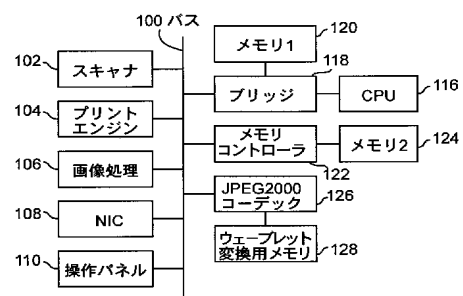 100 バス
102
スキャナ
104
プリント
エンジン
106
画像処理
108
NIC
110
操作パネル
120
メモリ1
118
ブリッジ
CPU
116
メモリ
コントローラ
122
メモリ2
124
JPEG2000
コーデック
126
ウェーブレット
変換用メモリ
128